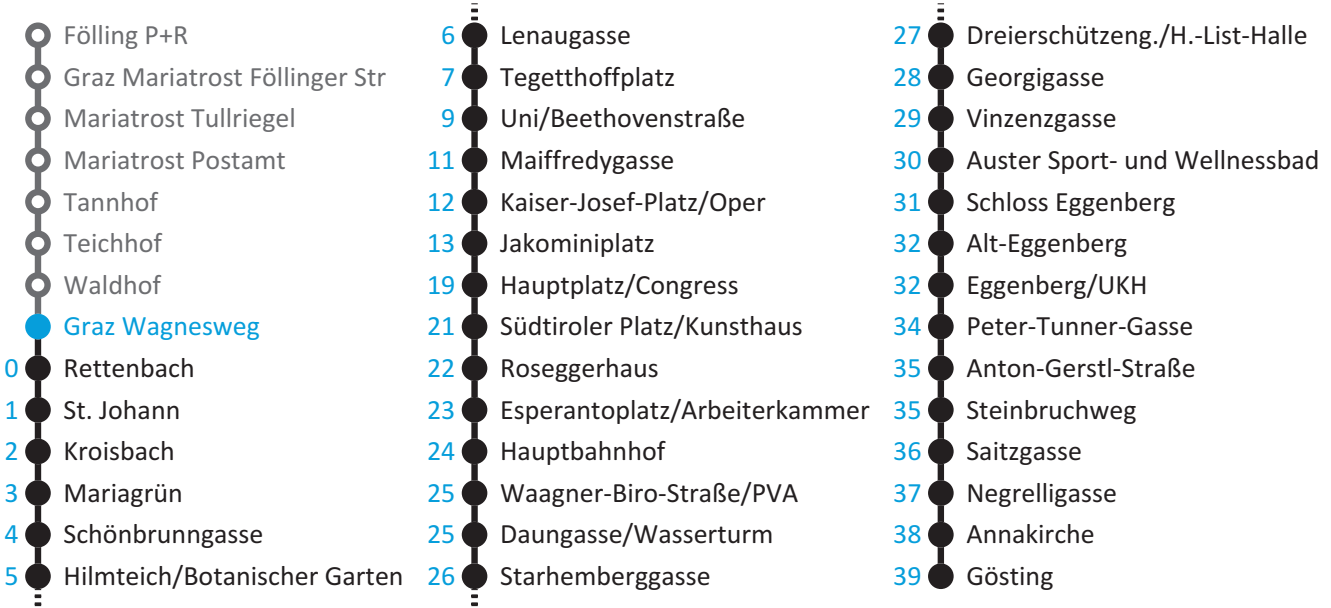 Fölling P+R
Graz Mariatrost Föllinger Str
Mariatrost Tullriegel
Mariatrost Postamt
Tannhof
Teichhof
Waldhof
Graz Wagnesweg
0 Rettenbach
1 St. Johann
2 Kroisbach
3 Mariagrün
4 Schönbrunngasse
5 Hilmteich/Botanischer Garten
6 Lenaugasse
7 Tegetthoffplatz
9 Uni/Beethovenstraße
11 Maiffredygasse
12 Kaiser-Josef-Platz/Oper
13 Jakominiplatz
19 Hauptplatz/Congress
21 Südtiroler Platz/Kunsthaus
22 Roseggerhaus
23 Esperantoplatz/Arbeiterkammer
24 Hauptbahnhof
25 Waagner-Biro-Straße/PVA
25 Daungasse/Wasserturm
26 Starhemberggasse
27 Dreierschützeng./H.-List-Halle
28 Georgigasse
29 Vinzenzgasse
30 Auster Sport- und Wellnessbad
31 Schloss Eggenberg
32 Alt-Eggenberg
32 Eggenberg/UKH
34 Peter-Tunner-Gasse
35 Anton-Gerstl-Straße
35 Steinbruchweg
36 Saitzgasse
37 Negrelligasse
38 Annakirche
39 Gösting